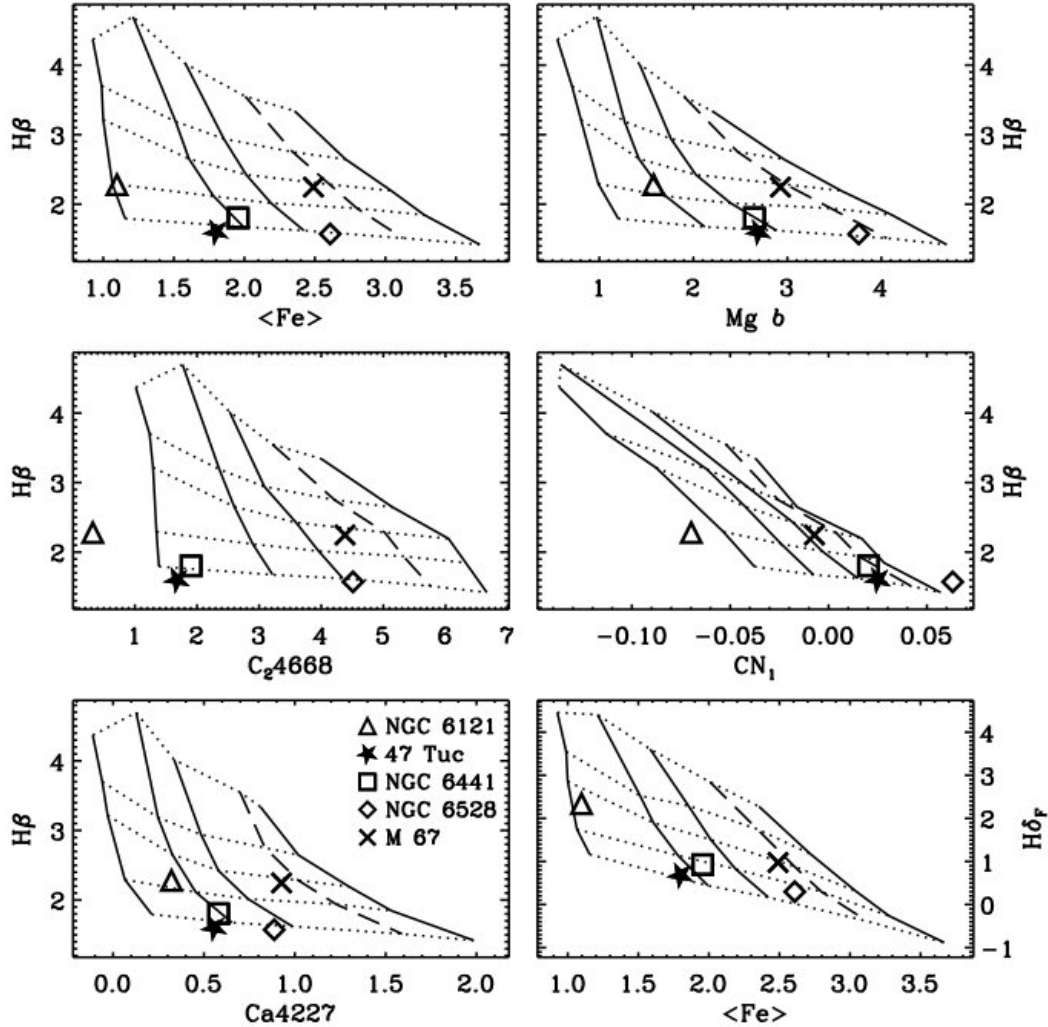 4
3
2
Hβ
1.0 1.5 2.0 2.5 3.0 3.5
<Fe>
4
3
2
Hβ
1 2 3 4
Mg b
4
3
2
Hβ
1 2 3 4 5 6 7
C₂4668
4
3
2
Hβ
−0.10 −0.05 0.00 0.05
CN₁
4
3
2
Hβ
0.0 0.5 1.0 1.5 2.0
Ca4227
NGC 6121
47 Tuc
NGC 6441
NGC 6528
M 67
4
3
2
1
0
−1
HδF
1.0 1.5 2.0 2.5 3.0 3.5
<Fe>